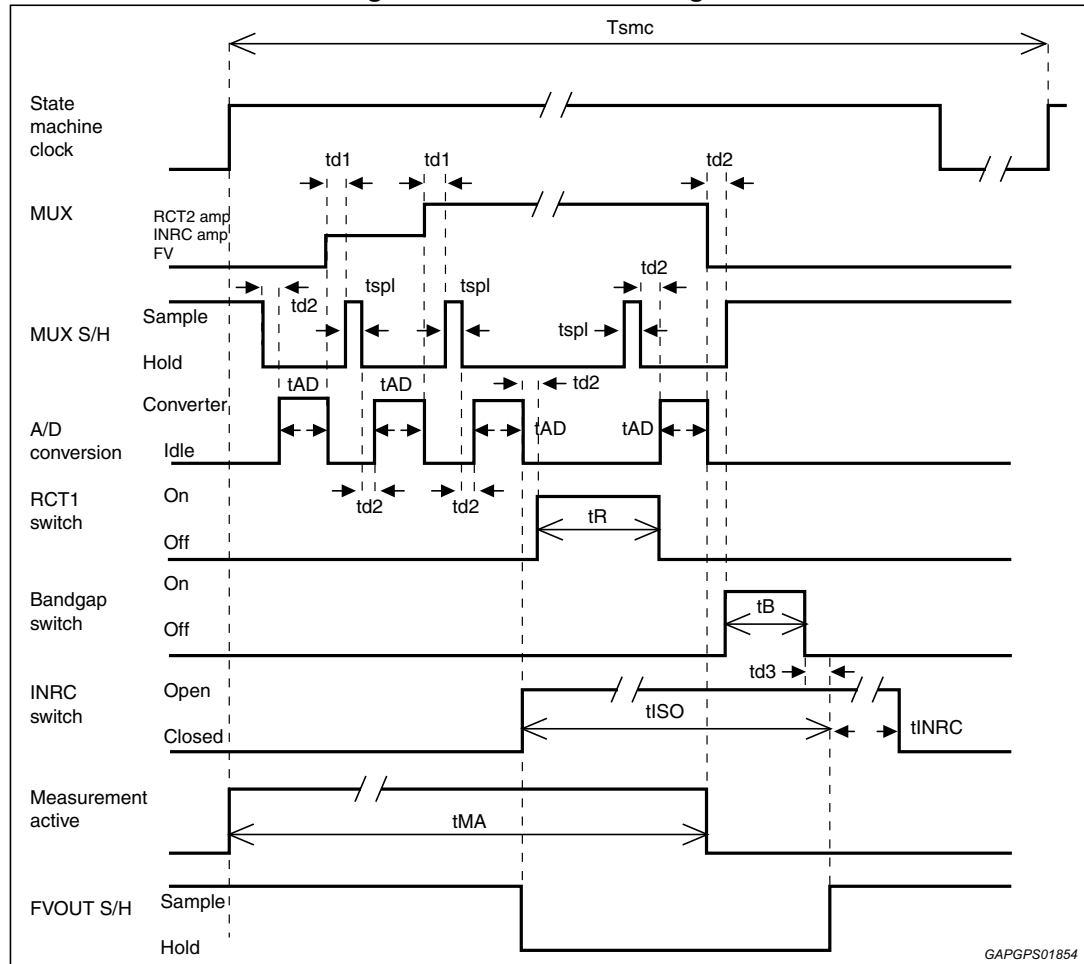 Tsmc
State
machine
clock
td1
td1
td2
MUX
RCT2 amp
INRC amp
FV
td2
tspl
tspl
td2
MUX S/H
Sample
Hold
tspl
tAD
tAD
td2
A/D
conversion
Converter
Idle
tAD
tAD
td2
td2
RCT1
switch
On
Off
tR
Bandgap
switch
On
Off
tB
td3
INRC
switch
Open
Closed
tISO
tINRC
Measurement
active
tMA
FVOUT S/H
Sample
Hold
GAPGPS01854